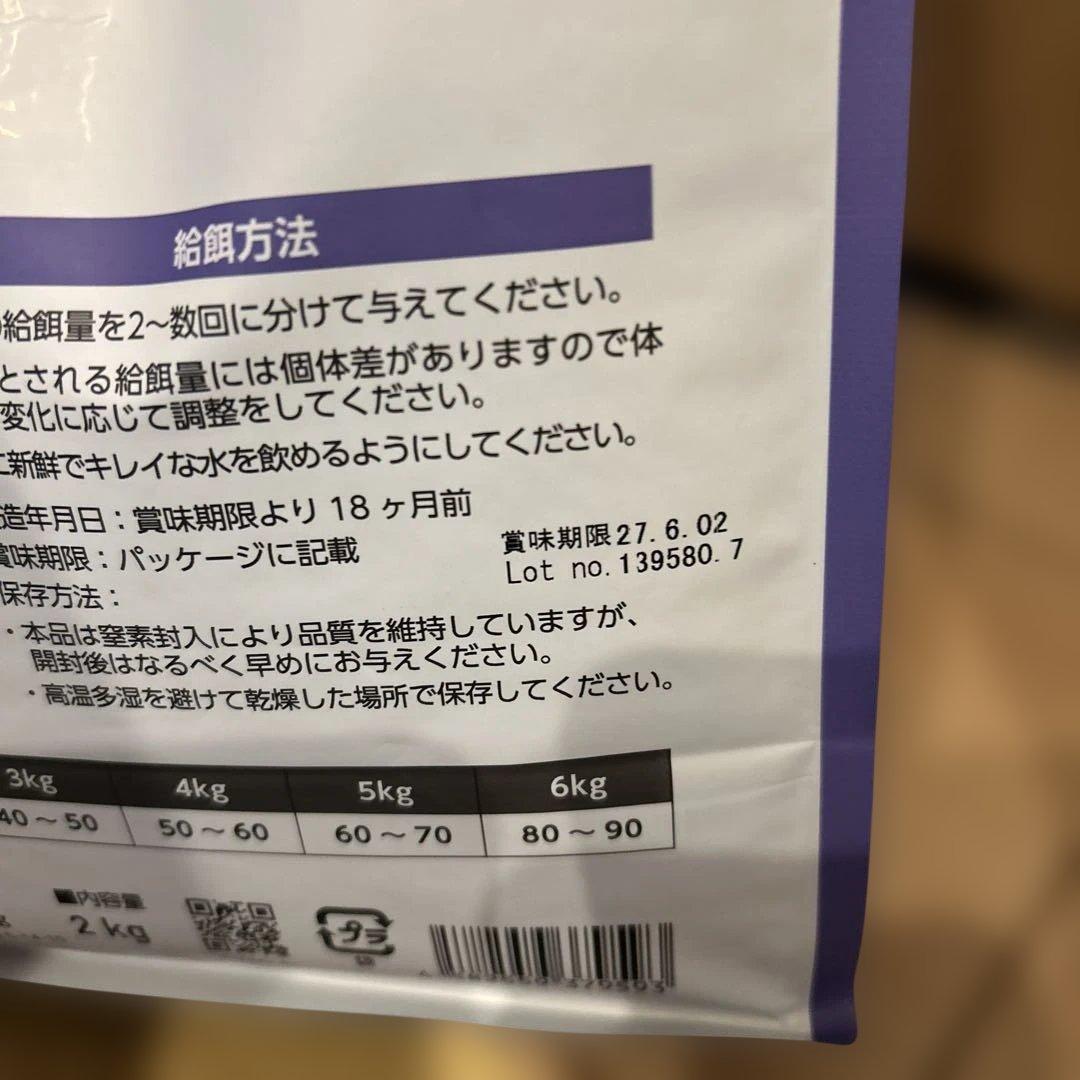 給餌方法
給餌量を2～数回に分けて与えてください。
とされる給餌量には個体差がありますので体
変化に応じて調整をしてください。
に新鮮でキレイな水を飲めるようにしてください。
造年月日：賞味期限より 18 ヶ月前
賞味期限：パッケージに記載
賞味期限27.6.02
Lot no.139580.7
保存方法：
・本品は窒素封入により品質を維持していますが、
開封後はなるべく早めにお与えください。
・高温多湿を避けて乾燥した場所で保存してください。
3kg 4kg 5kg 6kg
40～50 50～60 60～70 80～90
■内容量
2kg
プラ
袋